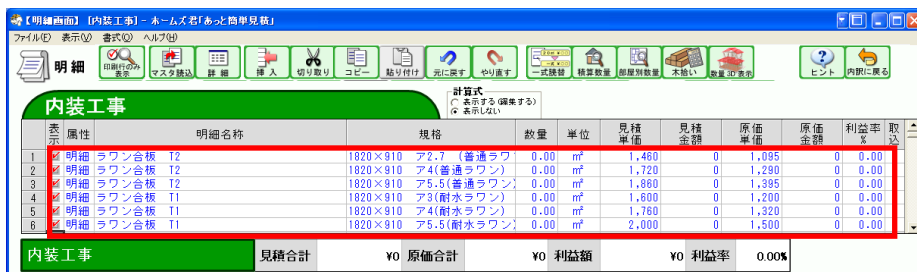 【明細画面】 [内装工事] - ホームズ君「あっと簡単見積」
ファイル(F) 表示(V) 書式(O) ヘルプ(H)
明細 印刷行のみ表示 マスタ読込 詳細 挿入 切り取り コピー 貼り付け 元に戻す やり直す 一式読替 積算数量 部屋別数量 木拾い 数量3D表示 ヒント 内訳に戻る
内装工事
計算式
表示する(編集する)
表示しない
表示 属性 明細名称 規格 数量 単位 見積単価 見積金額 原価単価 原価金額 利益率% 取込
1 明細 ラワン合板 T2 1820×910 ア2.7 (普通ラワ 0.00 m² 1,460 0 1,095 0 0.00
2 明細 ラワン合板 T2 1820×910 ア4(普通ラワン) 0.00 m² 1,720 0 1,290 0 0.00
3 明細 ラワン合板 T2 1820×910 ア5.5(普通ラワン) 0.00 m² 1,860 0 1,395 0 0.00
4 明細 ラワン合板 T1 1820×910 ア3(耐水ラワン) 0.00 m² 1,600 0 1,200 0 0.00
5 明細 ラワン合板 T1 1820×910 ア4(耐水ラワン) 0.00 m² 1,760 0 1,320 0 0.00
6 明細 ラワン合板 T1 1820×910 ア5.5(耐水ラワン) 0.00 m² 2,000 0 1,500 0 0.00
内装工事 見積合計 ¥0 原価合計 ¥0 利益額 ¥0 利益率 0.00%